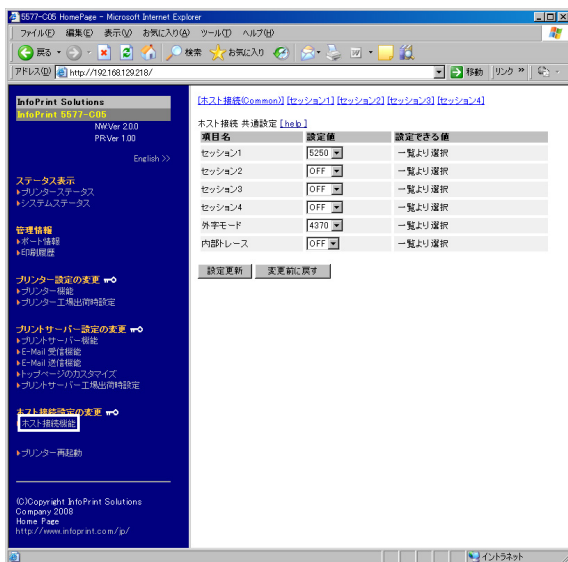 5577-C05 HomePage - Microsoft Internet Explorer
ファイル(F) 編集(E) 表示(V) お気に入り(A) ツール(T) ヘルプ(H)
戻る 検索 お気に入り
アドレス(D) http://192.168.129.218/ 移動 リンク »
InfoPrint Solutions
InfoPrint 5577-C05
NW:Ver 2.0.0
PR:Ver 1.00
English >>
ステータス表示
プリンターステータス
システムステータス
管理情報
ポート情報
印刷履歴
プリンター設定の変更
プリンター機能
プリンター工場出荷時設定
プリントサーバー設定の変更
プリントサーバー機能
E-Mail 受信機能
E-Mail 送信機能
トップページのカスタマイズ
プリントサーバー工場出荷時設定
ホスト接続設定の変更
ホスト接続機能
プリンター再起動
(C)Copyright InfoPrint Solutions
Company 2008
Home Page
http://www.infoprint.com/jp/
[ホスト接続(Common)] [セッション1] [セッション2] [セッション3] [セッション4]
ホスト接続 共通設定 [help]
項目名 設定値 設定できる値
セッション1 5250 一覧より選択
セッション2 OFF 一覧より選択
セッション3 OFF 一覧より選択
セッション4 OFF 一覧より選択
外字モード 4370 一覧より選択
内部トレース OFF 一覧より選択
設定更新 変更前に戻す
イントラネット